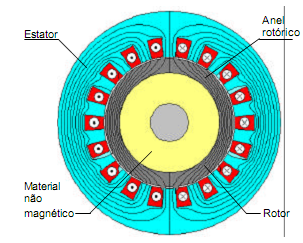 Estator
Anel
rotórico
Material
não
magnético
Rotor